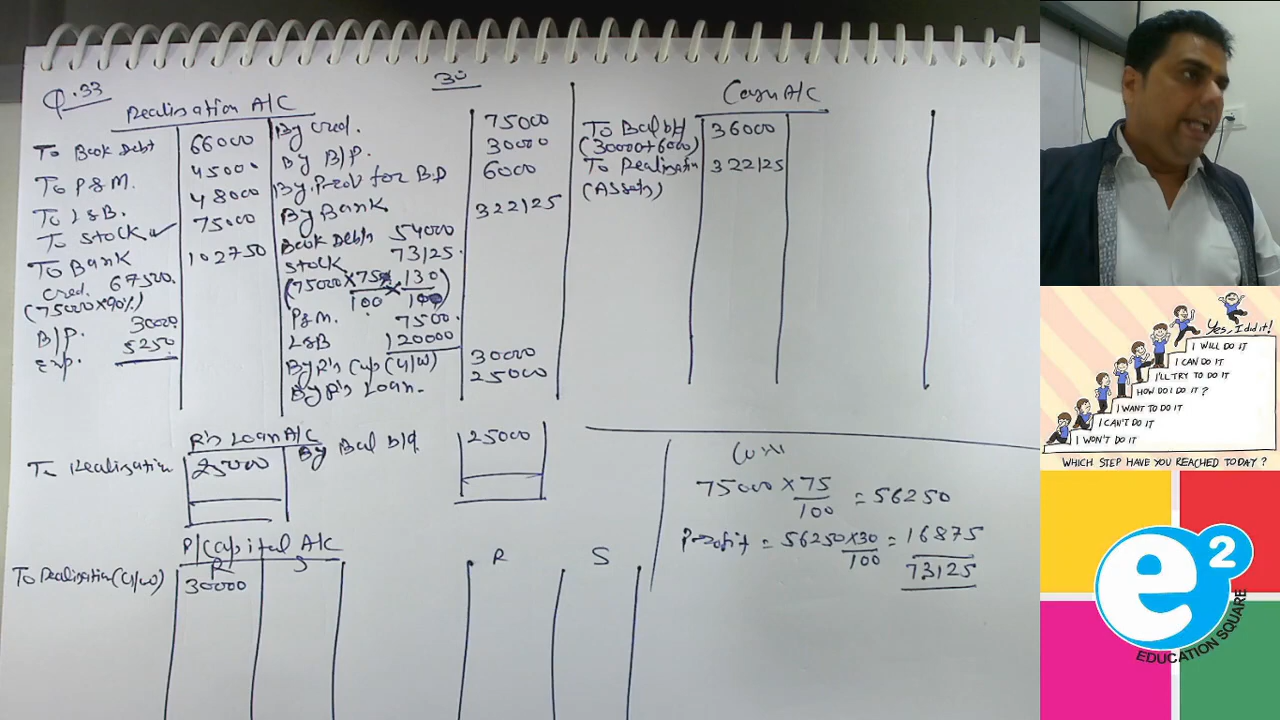 Q.33
30
Realisation A/C
To Book Debt 66000 By Cred. 75000
To P&M. 45000 By B/P. 30000
To L&B. 48000 By Prov for B.D 6000
To Stock 75000 By Bank 322125
To Bank 102750 Book Debts 54000
Cred. 67500. Stock 73125.
(75000×90%) (75000×75/100×130/100)
B/P. 30000 P&M. 7500.
Exp. 5250 L&B 120000
By R's Cap (U/W) 30000
By R's Loan. 25000
Cash A/C
To Bal b/f 36000
(30000+6000)
To Realisation 322125
(Assets)
R's Loan A/C
To Realisation 25000 By Bal b/f 25000
P/Capital A/C
R S R S
To Realisation (U/W) 30000
75000 × 75/100 = 56250
Profit = 56250×30/100 = 16875
73125
Yes, I did it!
I WILL DO IT
I CAN DO IT
I'LL TRY TO DO IT
HOW DO I DO IT?
I WANT TO DO IT
I CAN'T DO IT
I WON'T DO IT
WHICH STEP HAVE YOU REACHED TODAY?
e2
EDUCATION SQUARE